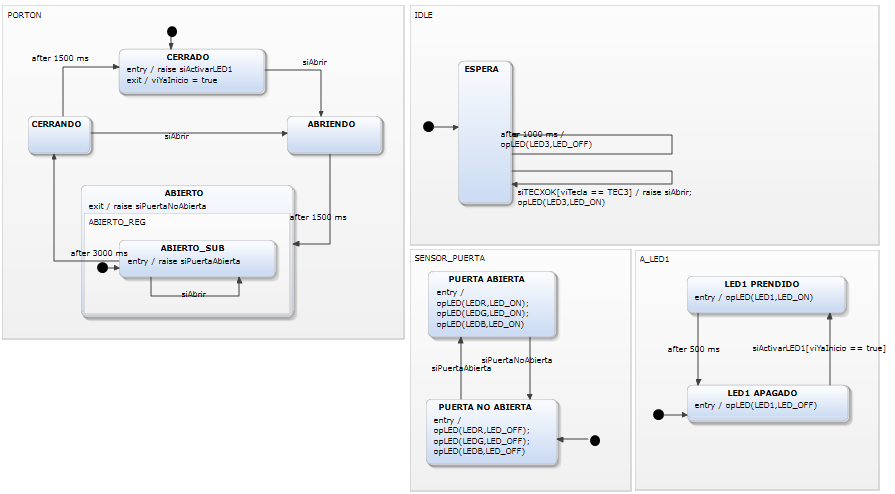 PORTON
CERRADO
entry / raise siActivarLED1
exit / viYaInicio = true
after 1500 ms
siAbrir
CERRANDO
ABRIENDO
siAbrir
ABIERTO
exit / raise siPuertaNoAbierta
ABIERTO_REG
after 1500 ms
ABIERTO_SUB
entry / raise siPuertaAbierta
after 3000 ms
siAbrir
IDLE
ESPERA
after 1000 ms /
opLED(LED3,LED_OFF)
siTECXOK[viTecla == TEC3] / raise siAbrir;
opLED(LED3,LED_ON)
SENSOR_PUERTA
PUERTA ABIERTA
entry /
opLED(LEDR,LED_ON);
opLED(LEDG,LED_ON);
opLED(LEDB,LED_ON)
siPuertaNoAbierta
siPuertaAbierta
PUERTA NO ABIERTA
entry /
opLED(LEDR,LED_OFF);
opLED(LEDG,LED_OFF);
opLED(LEDB,LED_OFF)
A_LED1
LED1 PRENDIDO
entry / opLED(LED1,LED_ON)
after 500 ms
siActivarLED1[viYaInicio == true]
LED1 APAGADO
entry / opLED(LED1,LED_OFF)